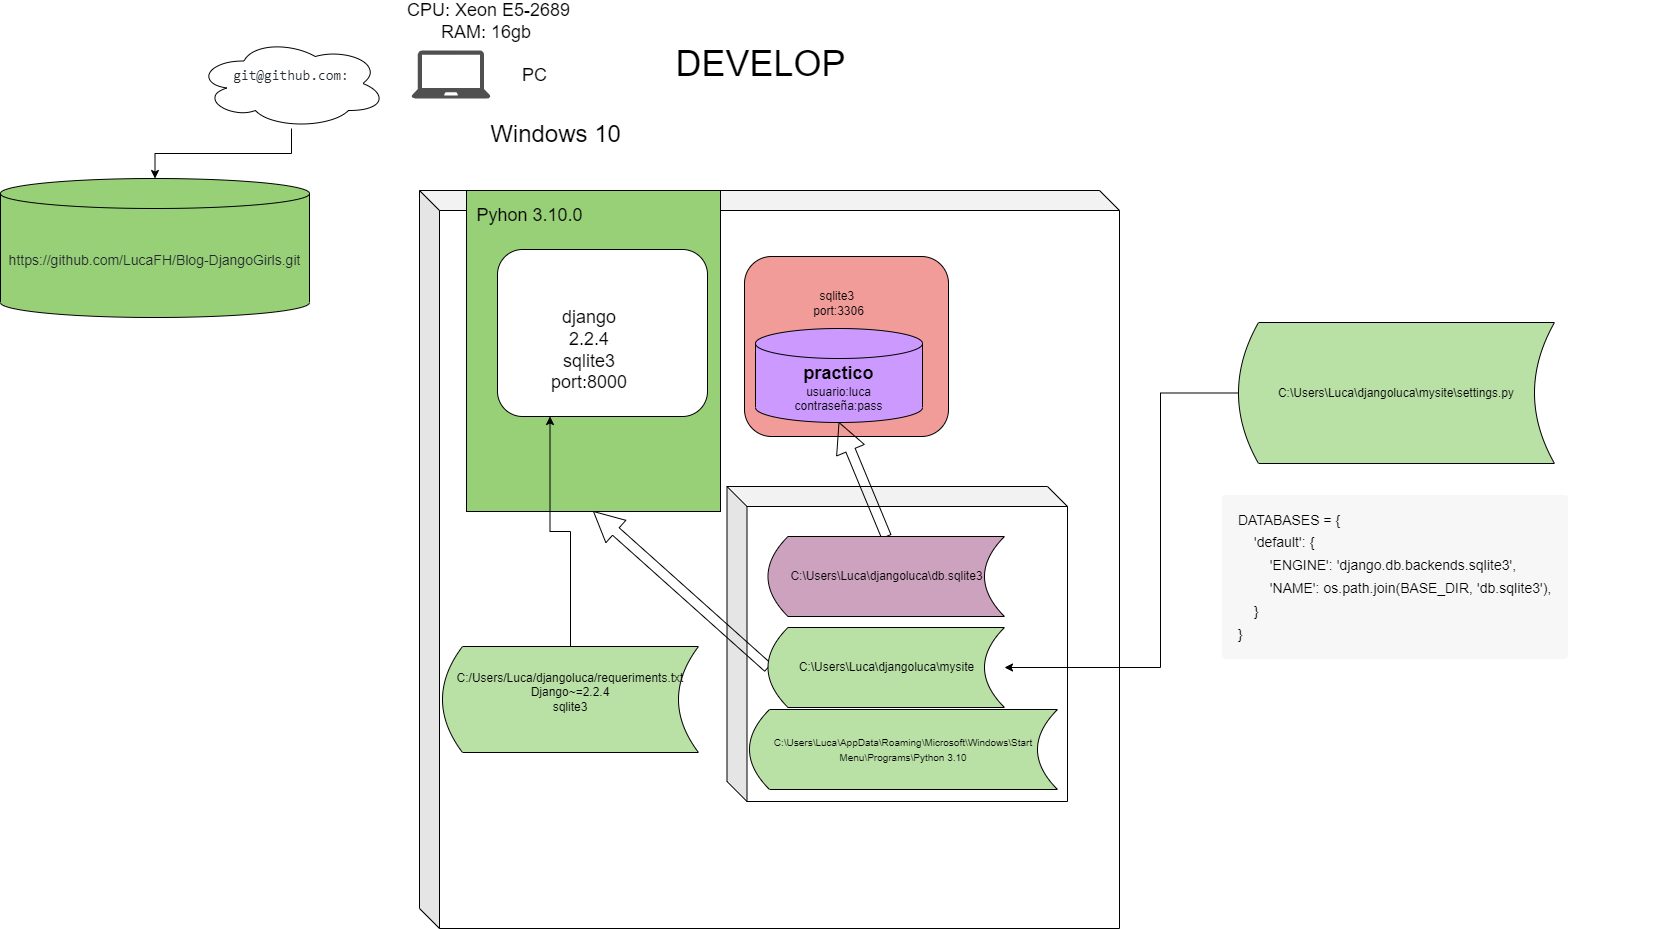 CPU: Xeon E5-2689
RAM: 16gb
git@github.com:
PC
DEVELOP
Windows 10
https://github.com/LucaFH/Blog-DjangoGirls.git
Pyhon 3.10.0
django
2.2.4
sqlite3
port:8000
sqlite3
port:3306
practico
usuario:luca
contraseña:pass
C:\Users\Luca\djangoluca\mysite\settings.py
DATABASES = {
'default': {
'ENGINE': 'django.db.backends.sqlite3',
'NAME': os.path.join(BASE_DIR, 'db.sqlite3'),
}
}
C:\Users\Luca\djangoluca\db.sqlite3
C:\Users\Luca\djangoluca\mysite
C:/Users/Luca/djangoluca/requeriments.txt
Django~=2.2.4
sqlite3
C:\Users\Luca\AppData\Roaming\Microsoft\Windows\Start
Menu\Programs\Python 3.10